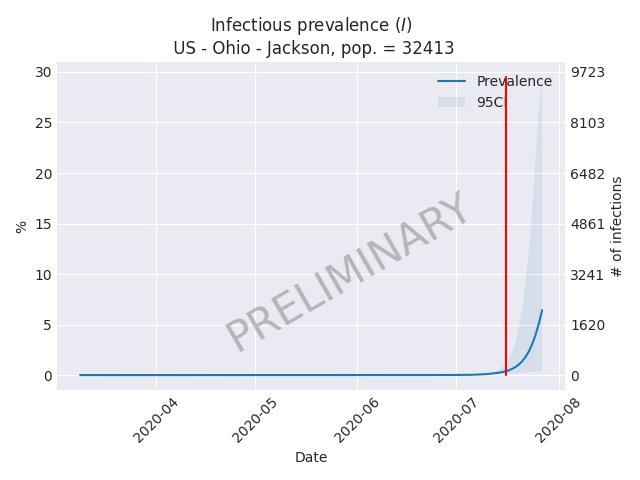 Infectious prevalence (I)
US - Ohio - Jackson, pop. = 32413
Prevalence
95CI
PRELIMINARY
%
30
25
20
15
10
5
0
9723
8103
6482
4861
3241
1620
0
# of infections
2020-04
2020-05
2020-06
2020-07
2020-08
Date